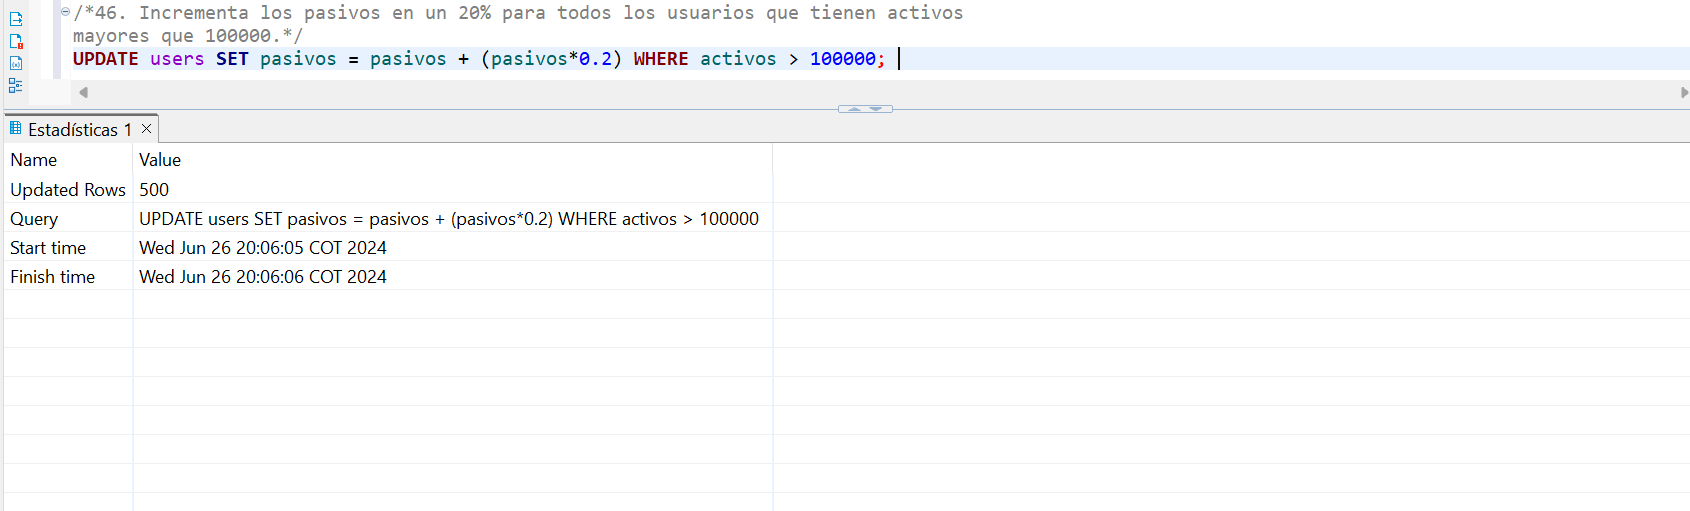 /*46. Incrementa los pasivos en un 20% para todos los usuarios que tienen activos
mayores que 100000.*/
UPDATE users SET pasivos = pasivos + (pasivos*0.2) WHERE activos > 100000;
Estadísticas 1
Name Value
Updated Rows 500
Query UPDATE users SET pasivos = pasivos + (pasivos*0.2) WHERE activos > 100000
Start time Wed Jun 26 20:06:05 COT 2024
Finish time Wed Jun 26 20:06:06 COT 2024